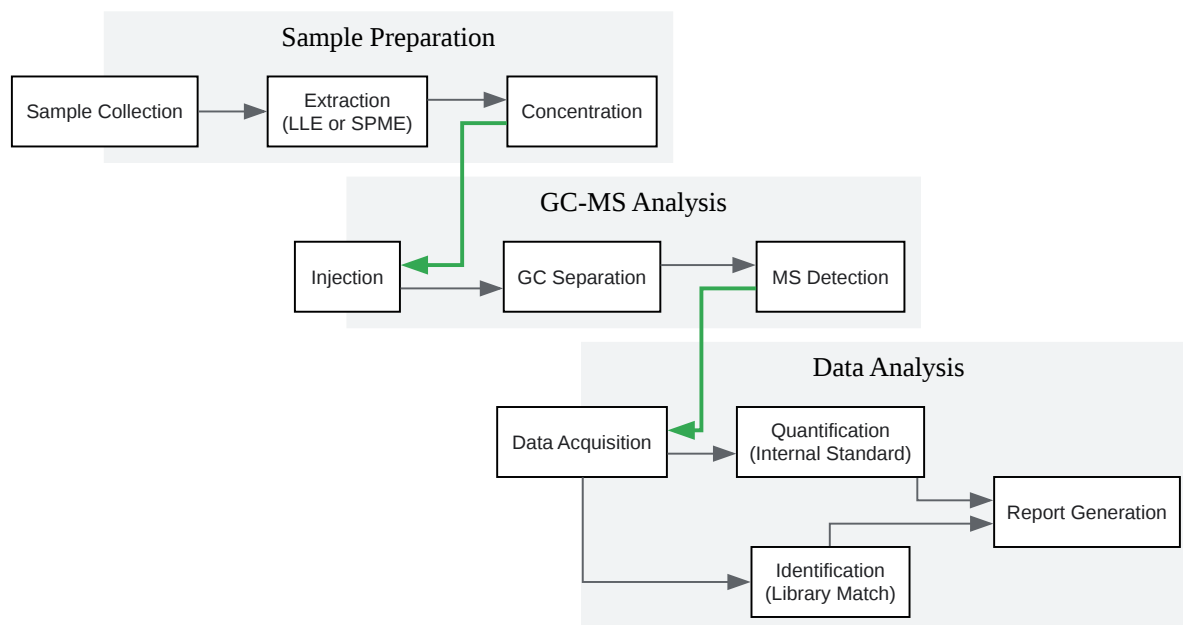 Sample Preparation
Sample Collection
Extraction
(LLE or SPME)
Concentration
GC-MS Analysis
Injection
GC Separation
MS Detection
Data Analysis
Data Acquisition
Quantification
(Internal Standard)
Report Generation
Identification
(Library Match)